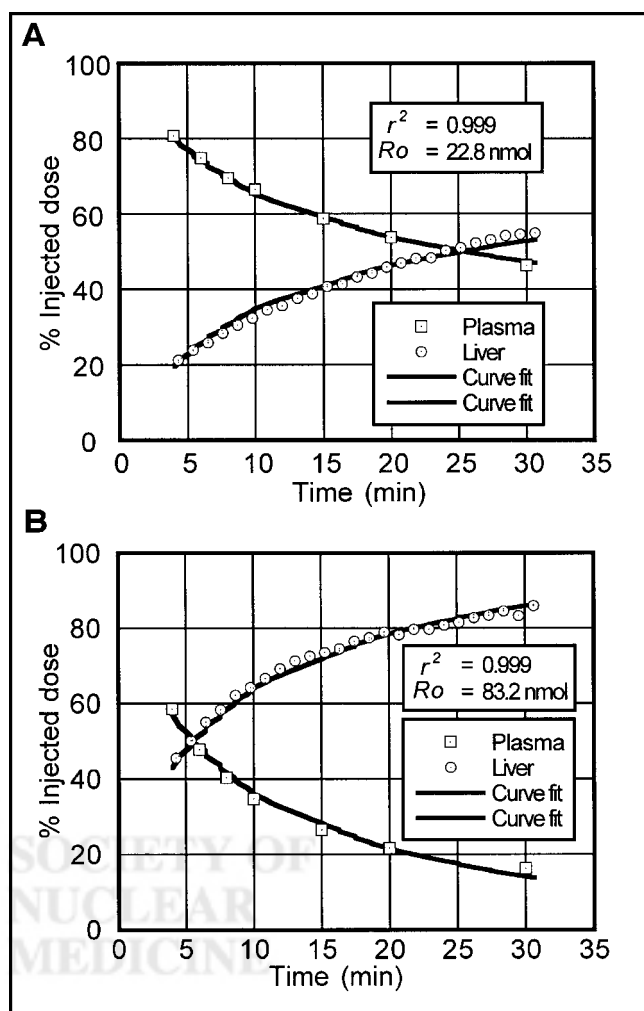 A
100
80
60
40
20
0
% Injected dose
r² = 0.999
Ro = 22.8 nmol
Plasma
Liver
Curve fit
Curve fit
0 5 10 15 20 25 30 35
Time (min)
B
100
80
60
40
20
0
% Injected dose
r² = 0.999
Ro = 83.2 nmol
Plasma
Liver
Curve fit
Curve fit
0 5 10 15 20 25 30 35
Time (min)
SOCIETY OF
NUCLEAR
MEDICINE